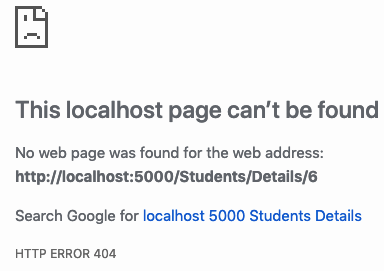 This localhost page can’t be found
No web page was found for the web address:
http://localhost:5000/Students/Details/6
Search Google for localhost 5000 Students Details
HTTP ERROR 404